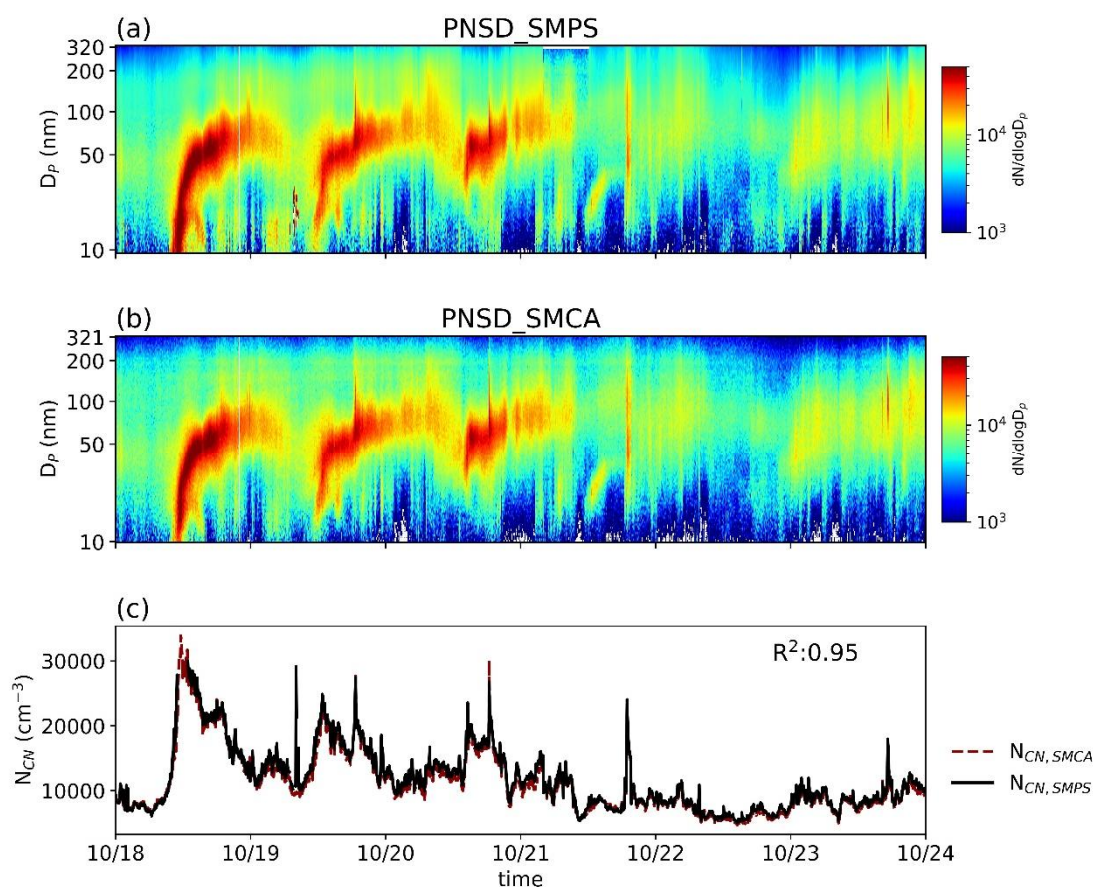 (a) PNSD_SMPS
320
200
100
50
10
D_P (nm)
10^4
10^3
dN/dlogD_p
(b) PNSD_SMCA
321
200
100
50
10
D_P (nm)
10^4
10^3
dN/dlogD_p
(c)
R^2:0.95
30000
20000
10000
N_CN (cm^−3)
N_CN, SMCA
N_CN, SMPS
10/18 10/19 10/20 10/21 10/22 10/23 10/24
time